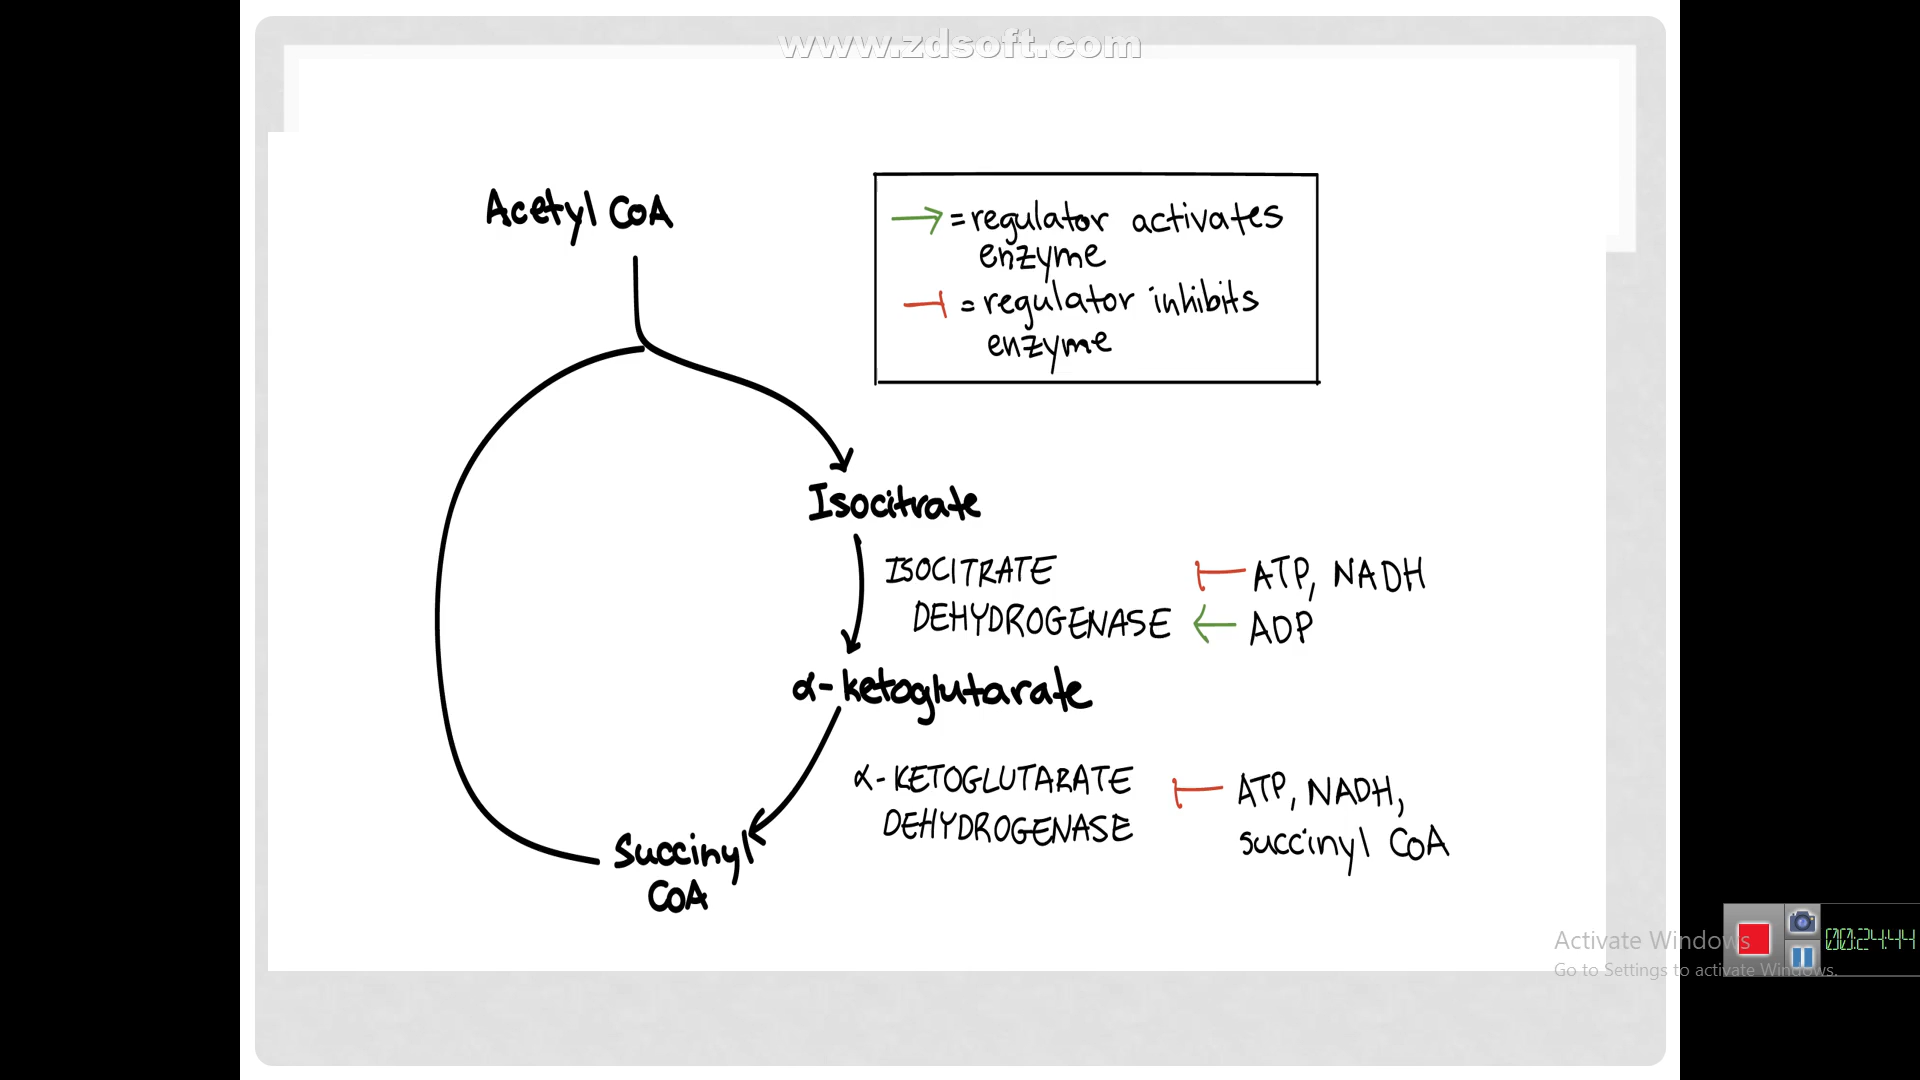 www.zdsoft.com
Acetyl CoA
→ = regulator activates
enzyme
⊣ = regulator inhibits
enzyme
Isocitrate
ISOCITRATE
DEHYDROGENASE
ATP, NADH
ADP
α-ketoglutarate
α-KETOGLUTARATE
DEHYDROGENASE
ATP, NADH,
succinyl CoA
Succinyl
CoA
Activate Windows
Go to Settings to activate Windows.
00:24:44